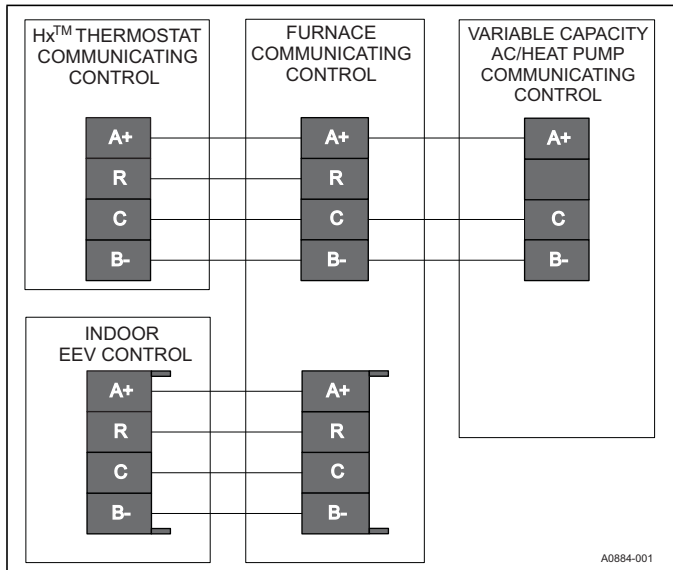 Hx™ THERMOSTAT
COMMUNICATING
CONTROL
A+
R
C
B-
FURNACE
COMMUNICATING
CONTROL
A+
R
C
B-
VARIABLE CAPACITY
AC/HEAT PUMP
COMMUNICATING
CONTROL
A+
C
B-
INDOOR
EEV CONTROL
A+
R
C
B-
A+
R
C
B-
A0884-001